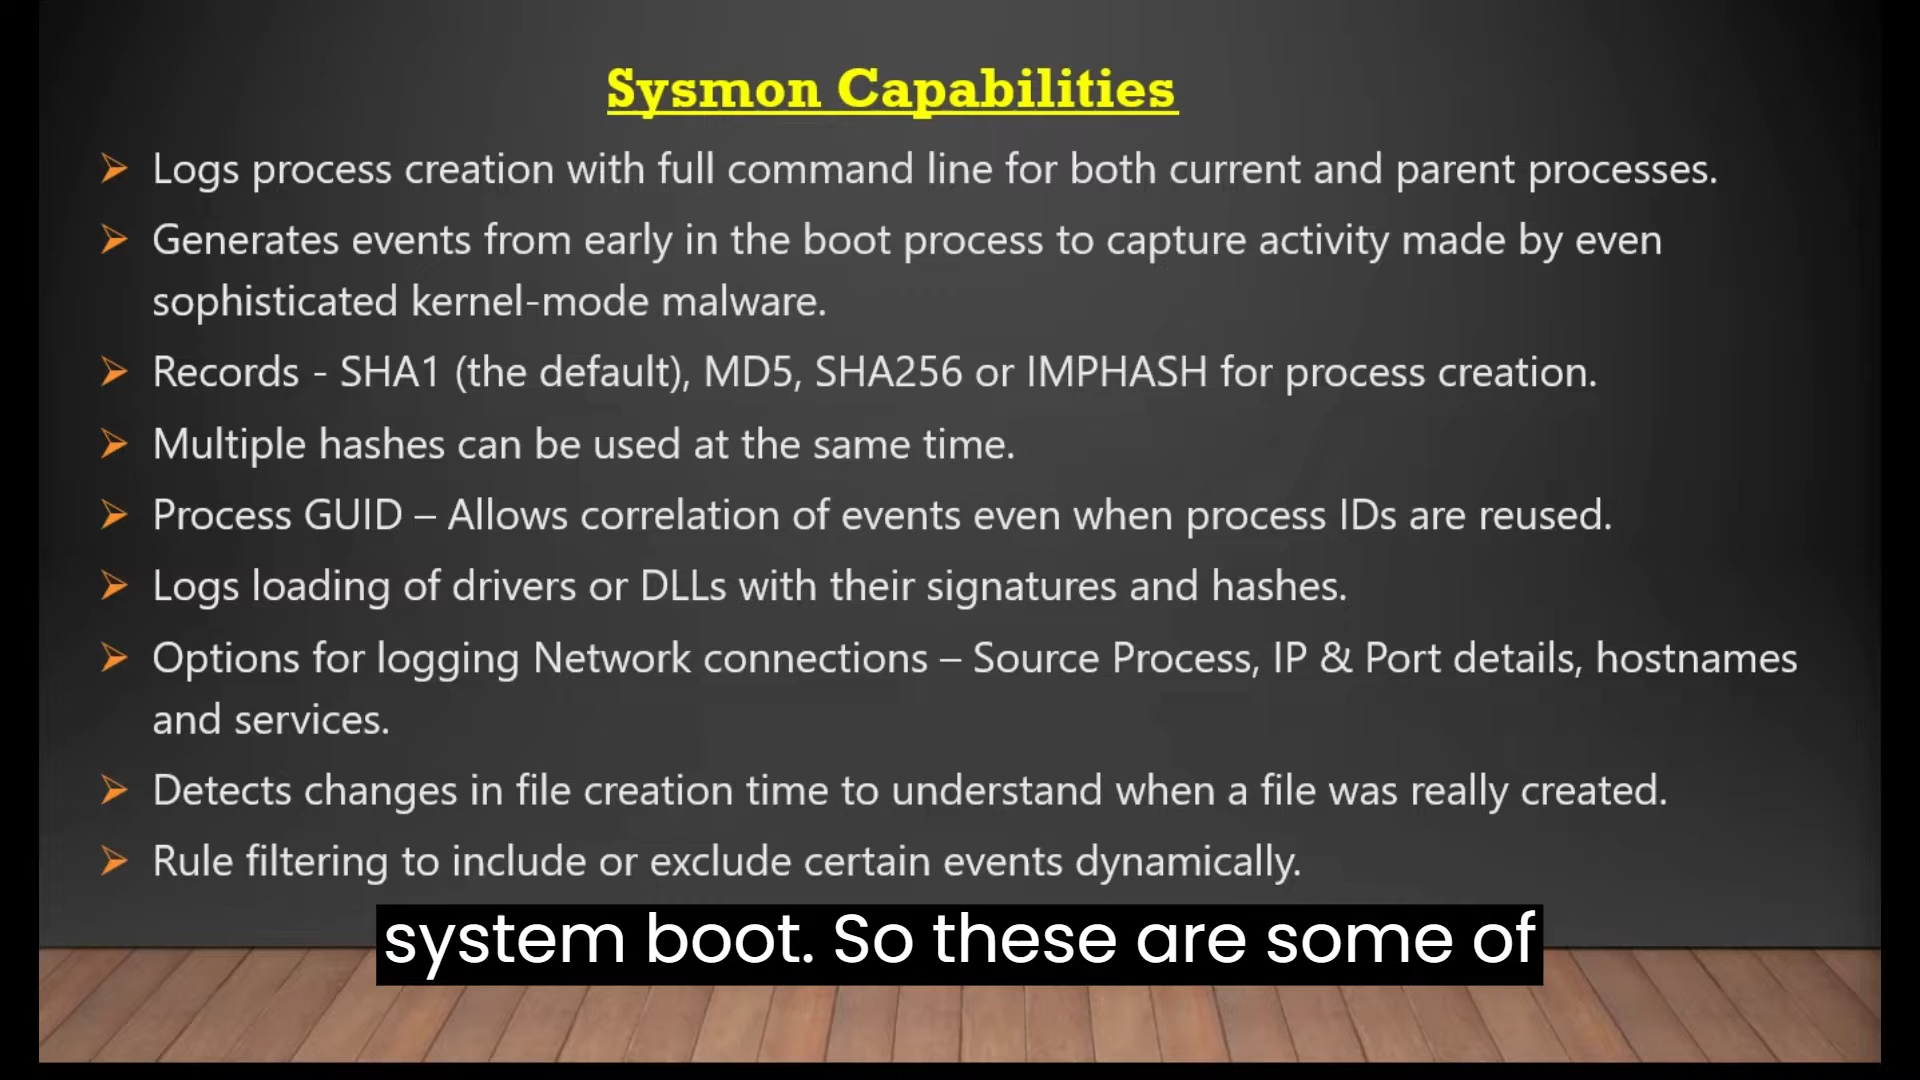 Sysmon Capabilities
Logs process creation with full command line for both current and parent processes.
Generates events from early in the boot process to capture activity made by even
sophisticated kernel-mode malware.
Records - SHA1 (the default), MD5, SHA256 or IMPHASH for process creation.
Multiple hashes can be used at the same time.
Process GUID – Allows correlation of events even when process IDs are reused.
Logs loading of drivers or DLLs with their signatures and hashes.
Options for logging Network connections – Source Process, IP & Port details, hostnames
and services.
Detects changes in file creation time to understand when a file was really created.
Rule filtering to include or exclude certain events dynamically.
system boot. So these are some of